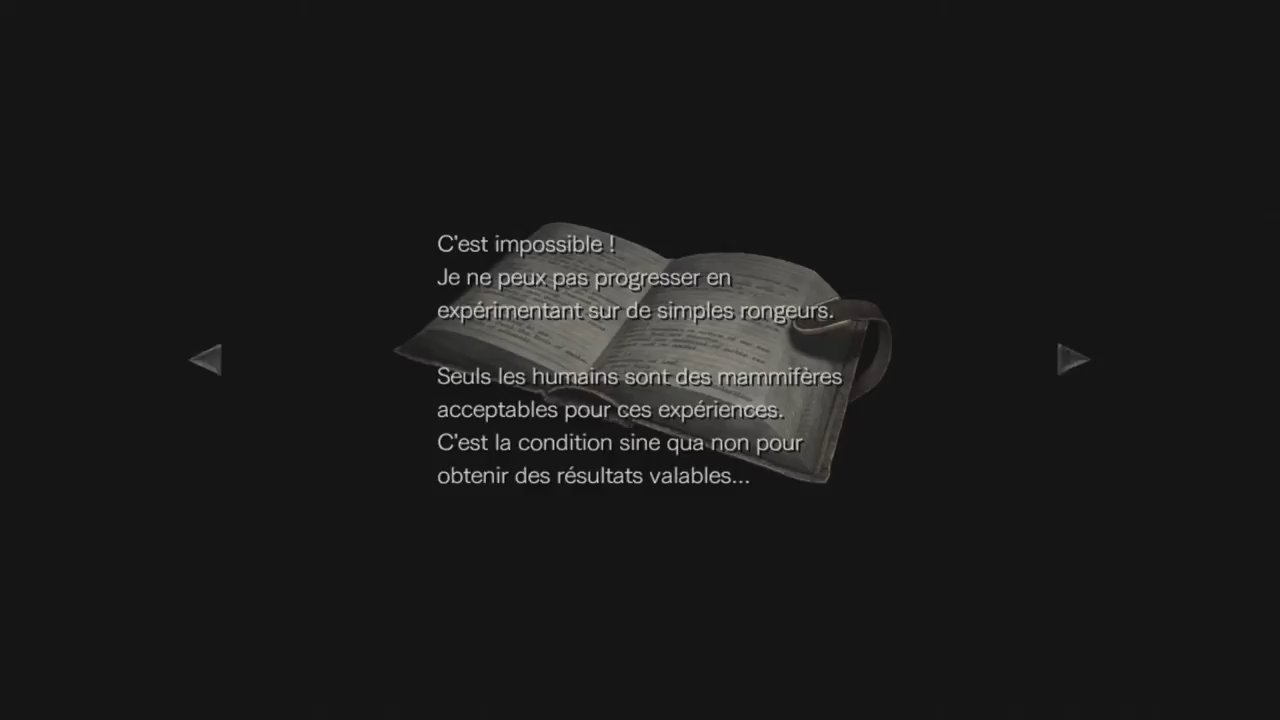 C'est impossible !
Je ne peux pas progresser en
expérimentant sur de simples rongeurs.
Seuls les humains sont des mammifères
acceptables pour ces expériences.
C'est la condition sine qua non pour
obtenir des résultats valables...